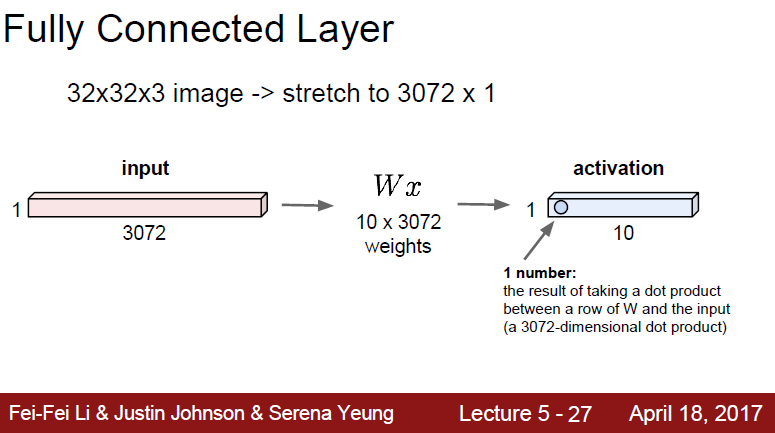 Fully Connected Layer
32x32x3 image -> stretch to 3072 x 1
input
1
3072
Wx
10 x 3072
weights
activation
1
10
1 number:
the result of taking a dot product
between a row of W and the input
(a 3072-dimensional dot product)
Fei-Fei Li & Justin Johnson & Serena Yeung Lecture 5 - 27 April 18, 2017